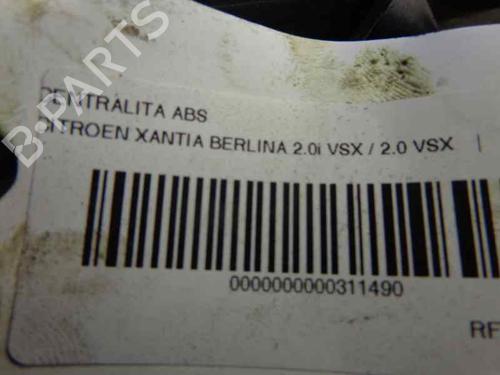 B-PARTS
CENTRALITA ABS
CITROEN XANTIA BERLINA 2.0i VSX / 2.0 VSX |
0000000000311490
RF